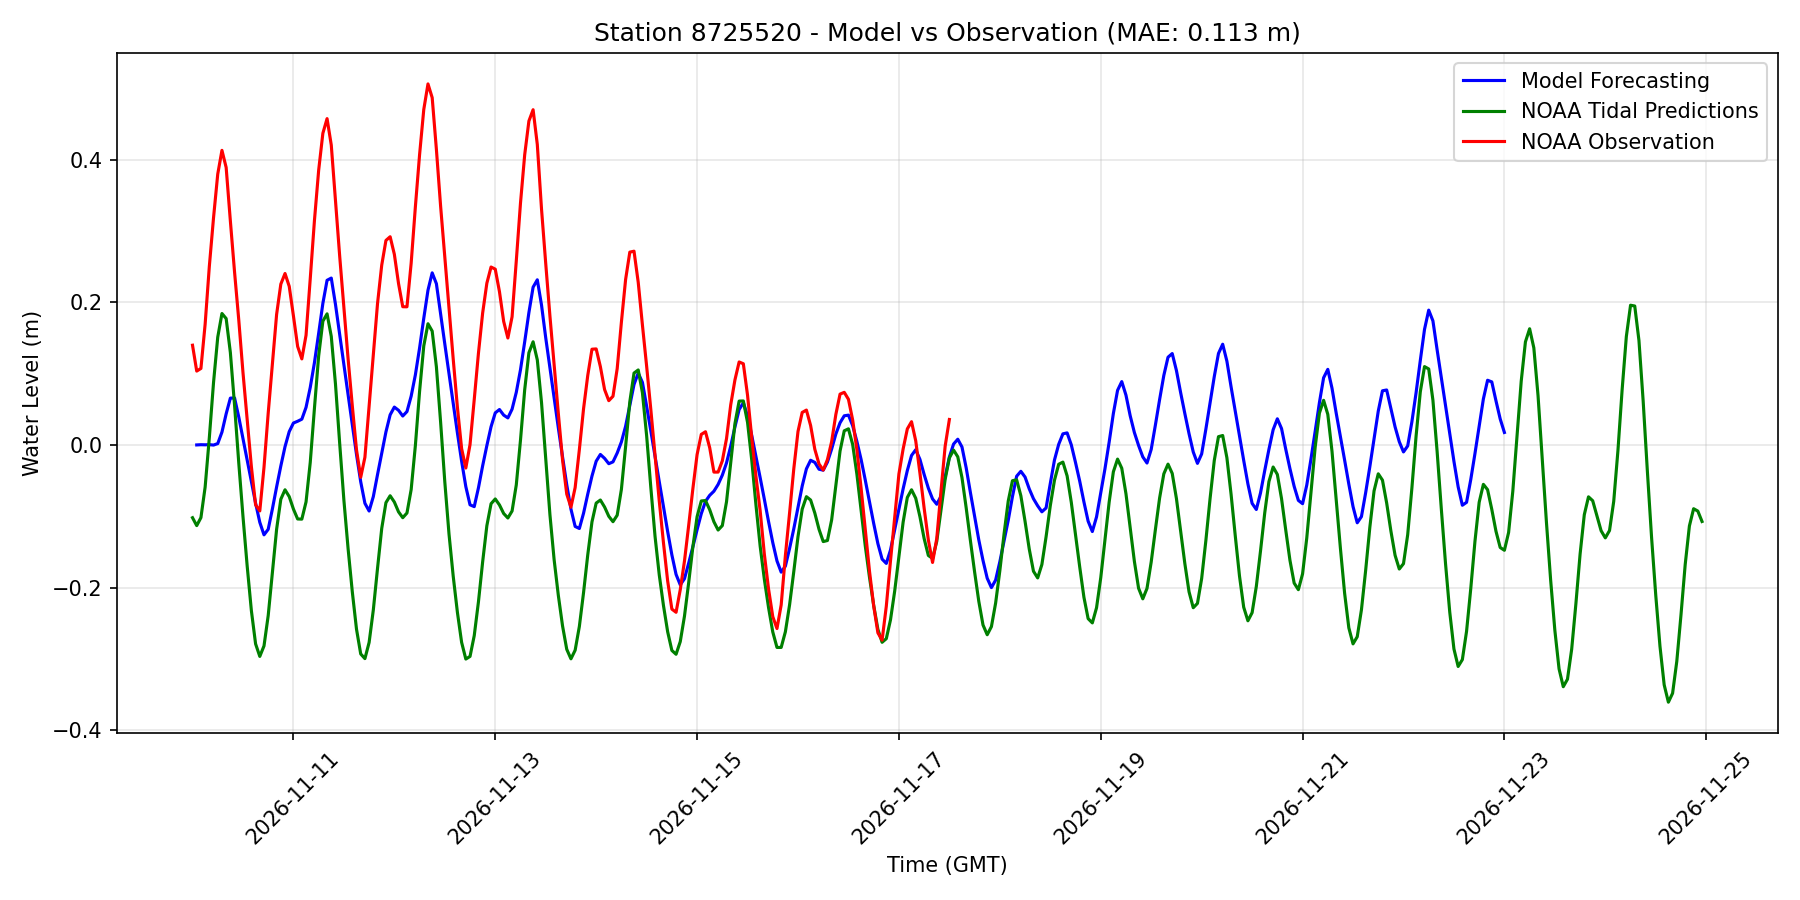 Station 8725520 - Model vs Observation (MAE: 0.113 m)
Model Forecasting
NOAA Tidal Predictions
NOAA Observation
Water Level (m)
0.4
0.2
0.0
−0.2
−0.4
2026-11-11
2026-11-13
2026-11-15
2026-11-17
2026-11-19
2026-11-21
2026-11-23
2026-11-25
Time (GMT)